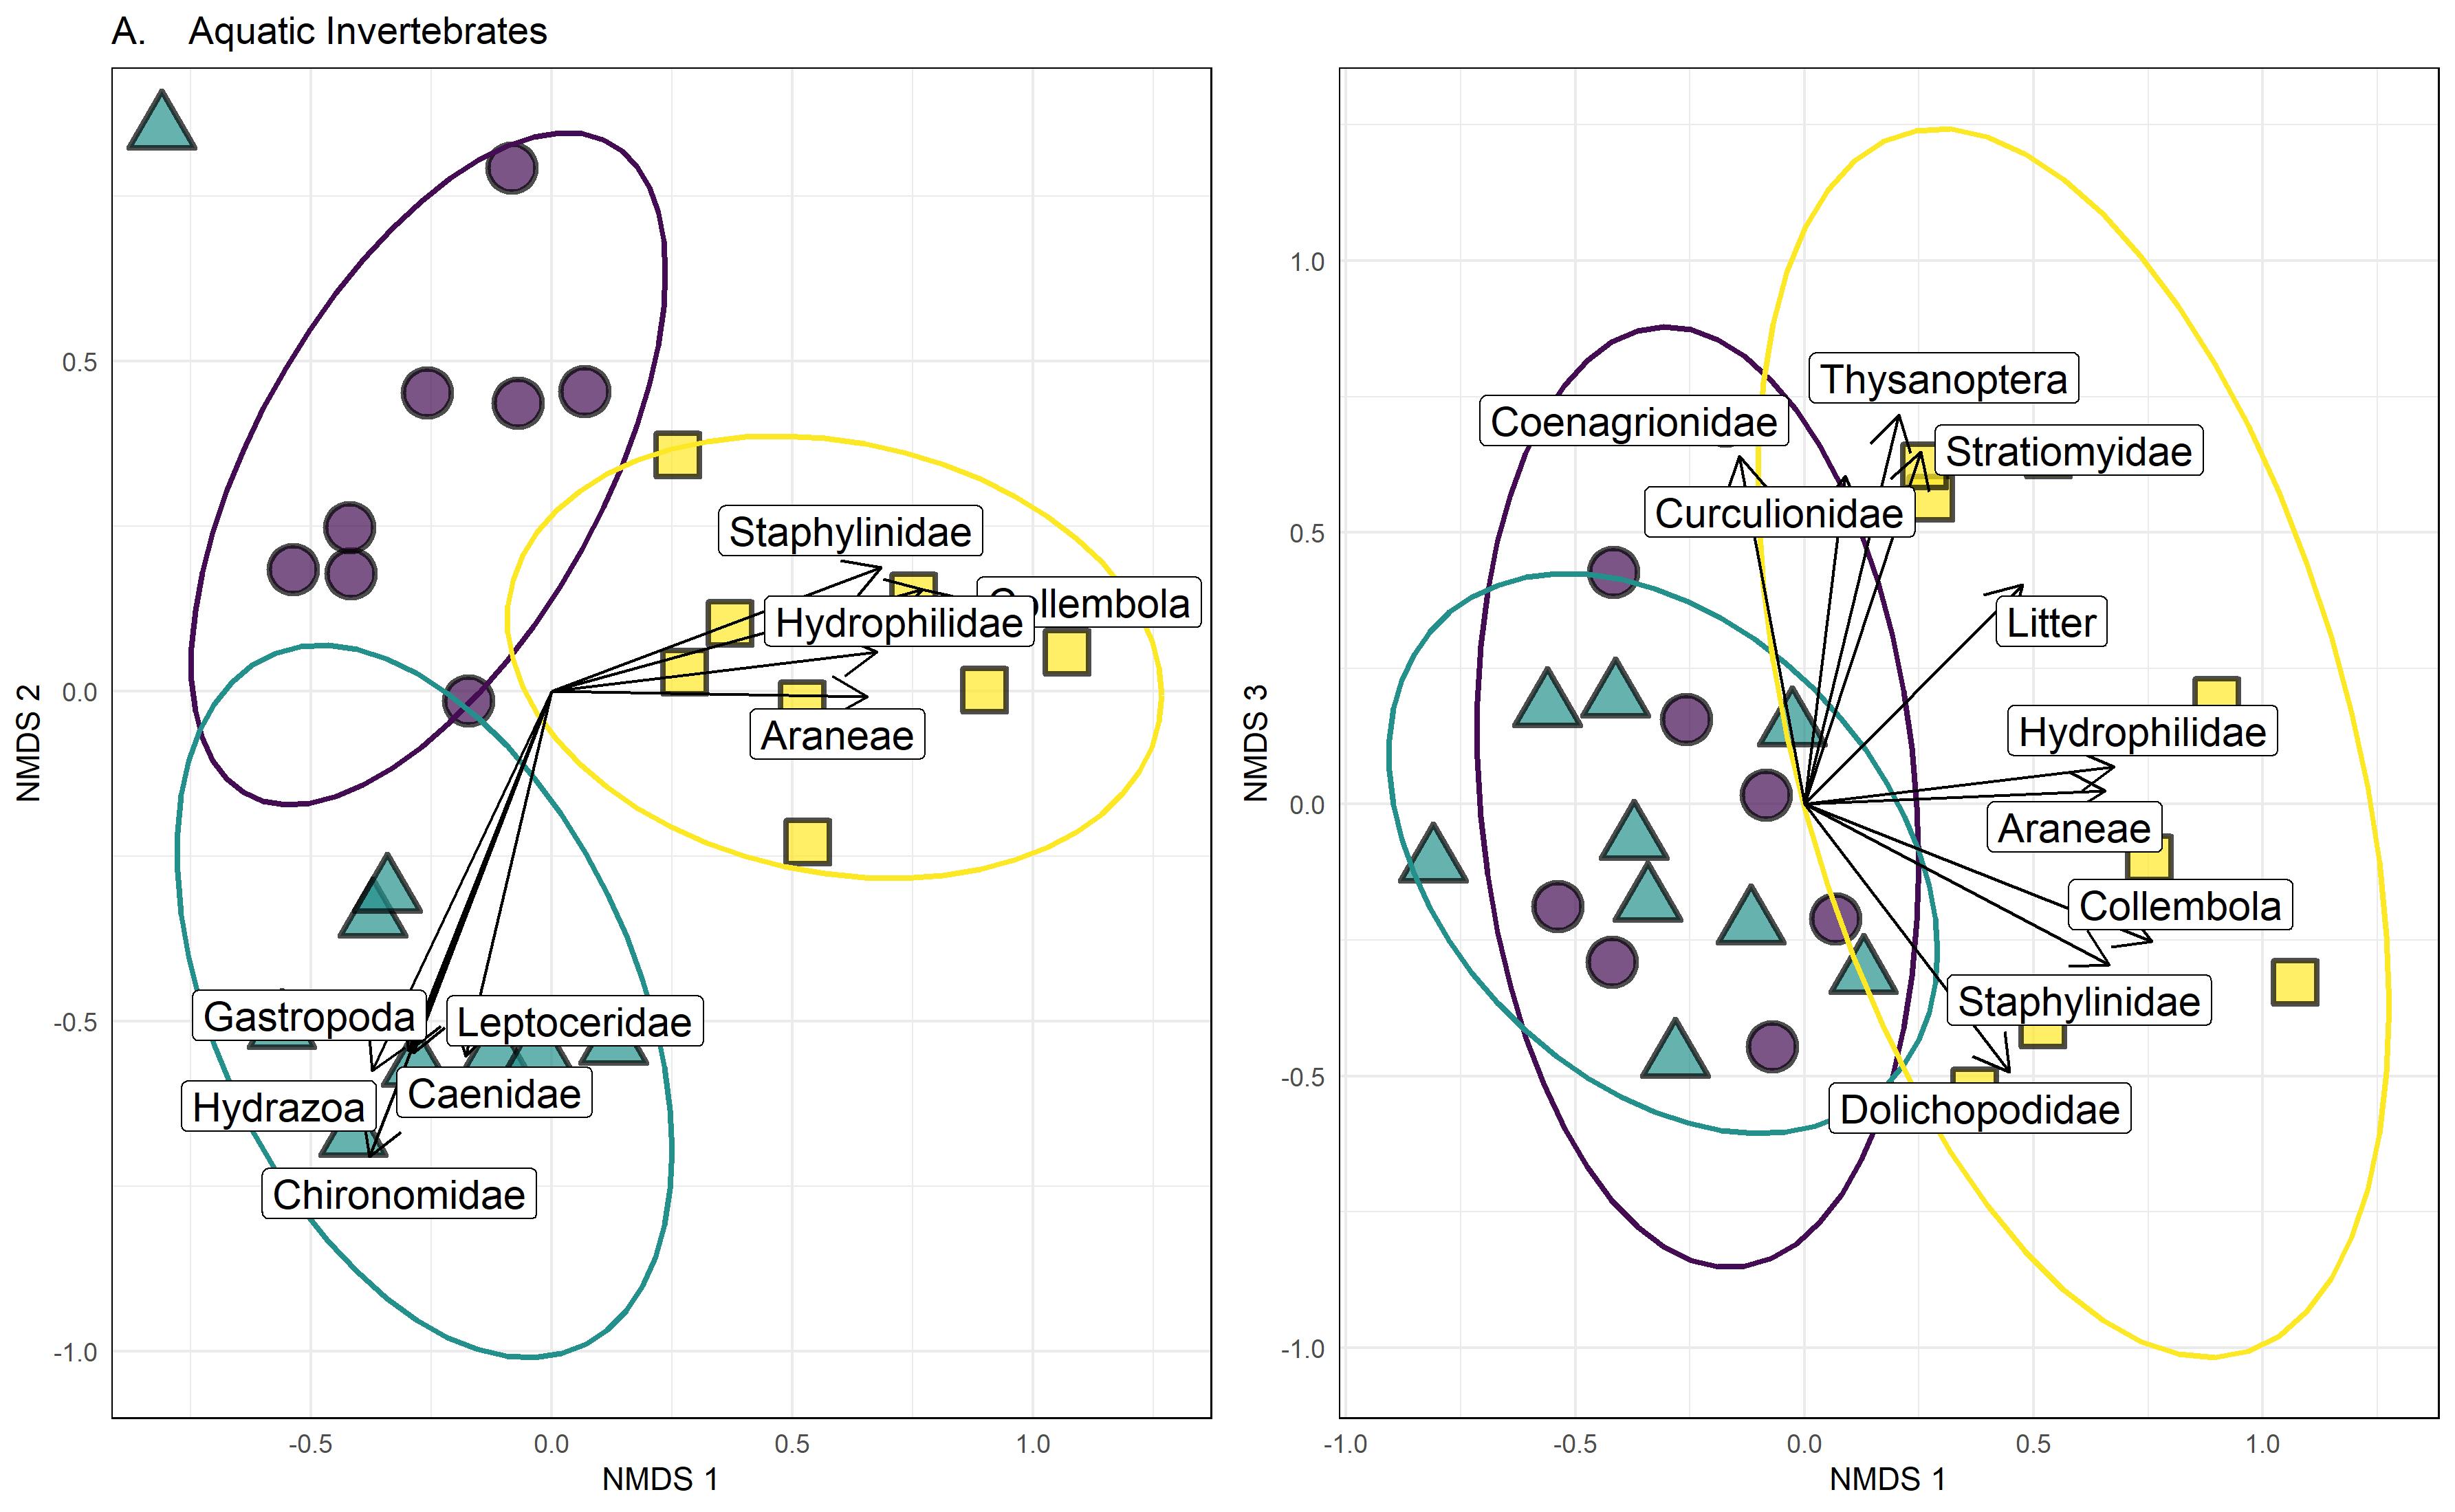 A. Aquatic Invertebrates
NMDS 2
0.5
0.0
-0.5
-1.0
Staphylinidae
Collembola
Hydrophilidae
Araneae
Gastropoda
Leptoceridae
Hydrazoa
Caenidae
Chironomidae
-0.5 0.0 0.5 1.0
NMDS 1
NMDS 3
1.0
0.5
0.0
-0.5
-1.0
Thysanoptera
Coenagrionidae
Stratiomyidae
Curculionidae
Litter
Hydrophilidae
Araneae
Collembola
Staphylinidae
Dolichopodidae
-1.0 -0.5 0.0 0.5 1.0
NMDS 1